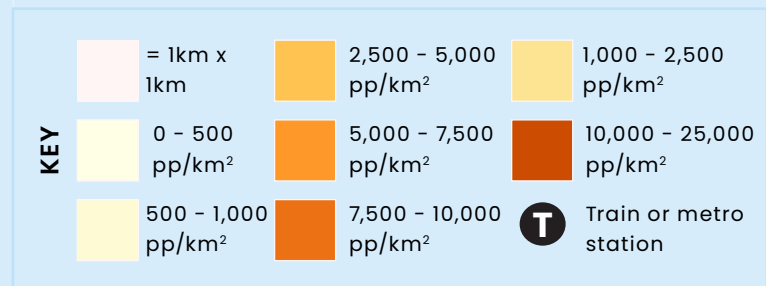 KEY
= 1km x
1km
0 - 500
pp/km²
500 - 1,000
pp/km²
2,500 - 5,000
pp/km²
5,000 - 7,500
pp/km²
7,500 - 10,000
pp/km²
1,000 - 2,500
pp/km²
10,000 - 25,000
pp/km²
T
Train or metro
station